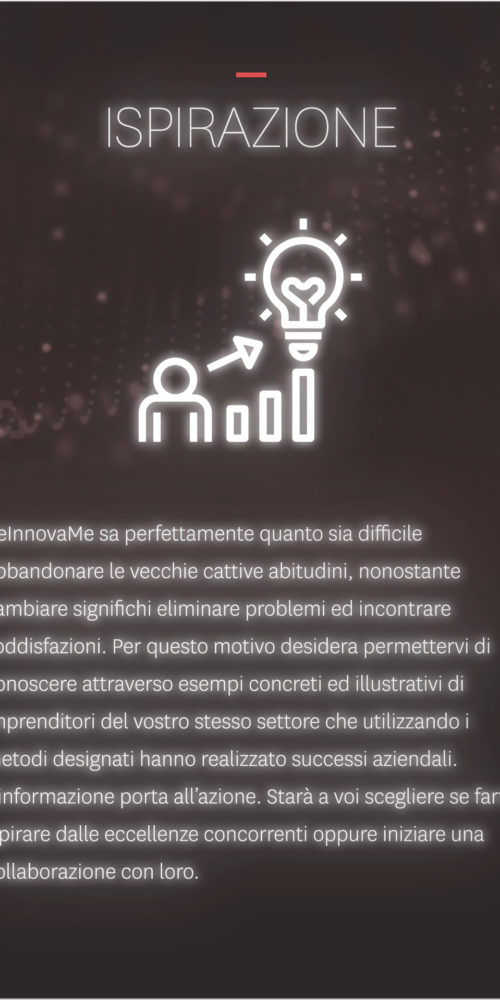 ISPIRAZIONE
eInnovaMe sa perfettamente quanto sia difficile
bbandonare le vecchie cattive abitudini, nonostante
ambiare significhi eliminare problemi ed incontrare
oddisfazioni. Per questo motivo desidera permettervi di
onoscere attraverso esempi concreti ed illustrativi di
nprenditori del vostro stesso settore che utilizzando i
etodi designati hanno realizzato successi aziendali.
informazione porta all'azione. Starà a voi scegliere se far
pirare dalle eccellenze concorrenti oppure iniziare una
ollaborazione con loro.